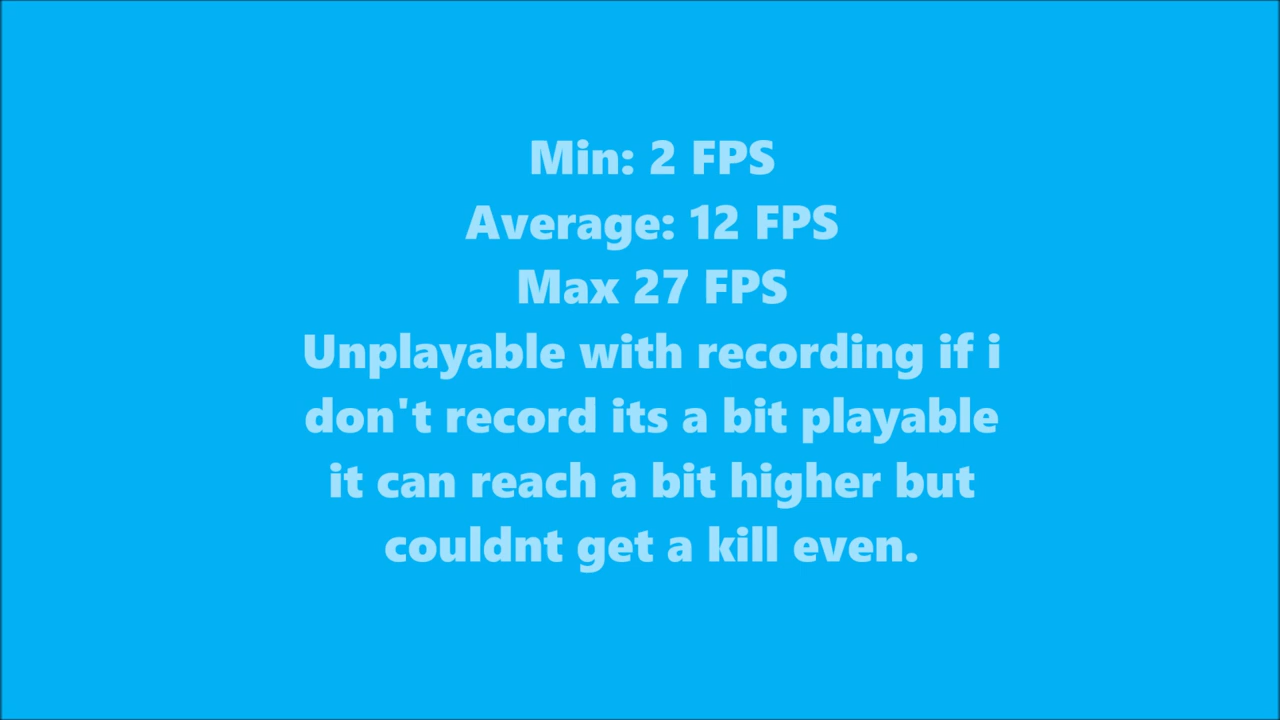 Min: 2 FPS
Average: 12 FPS
Max 27 FPS
Unplayable with recording if i
don't record its a bit playable
it can reach a bit higher but
couldnt get a kill even.